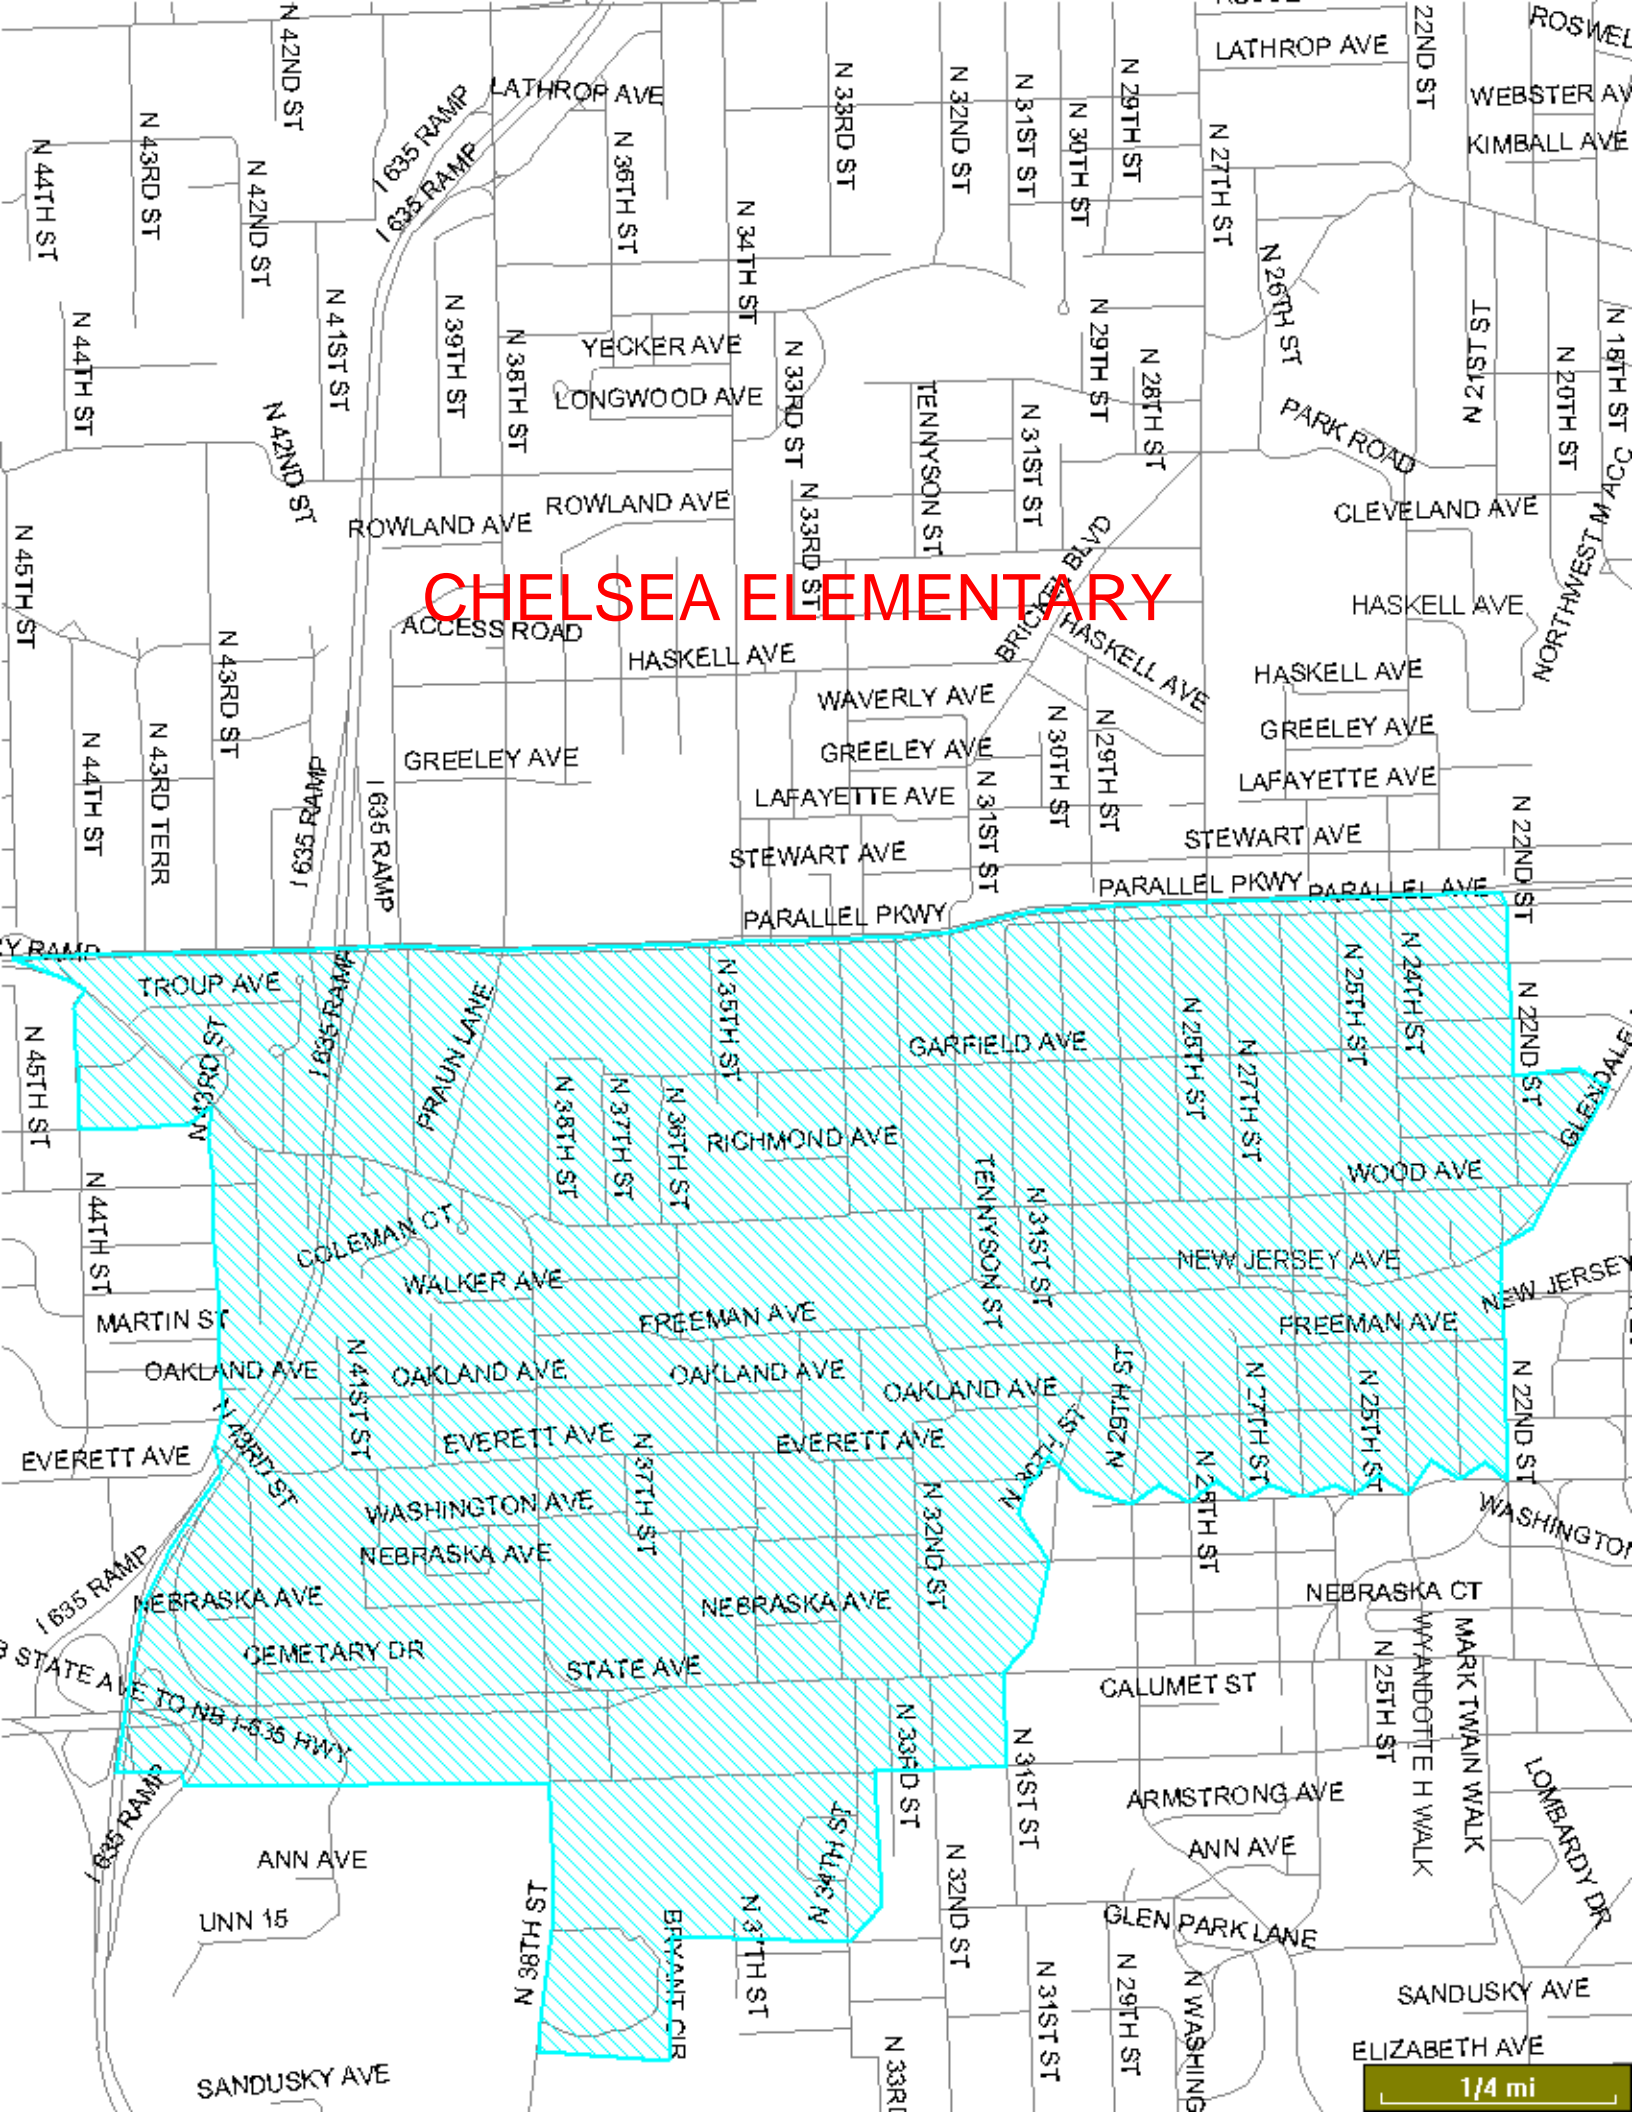 LATHROP AVE
N 22ND ST
ROSWEL
N 42ND ST
LATHROP AVE
I 635 RAMP
N 33RD ST
N 32ND ST
N 31ST ST
N 30TH ST
N 29TH ST
WEBSTER AV
KIMBALL AVE
N 44TH ST
N 43RD ST
N 42ND ST
I 635 RAMP
N 36TH ST
N 34TH ST
N 27TH ST
N 26TH ST
N 44TH ST
N 41ST ST
N 39TH ST
N 38TH ST
YECKER AVE
LONGWOOD AVE
N 33RD ST
TENNYSON ST
N 31ST ST
N 29TH ST
N 28TH ST
N 21ST ST
N 20TH ST
N 18TH ST
N 42ND ST
PARK ROAD
ROWLAND AVE
ROWLAND AVE
N 33RD ST
CLEVELAND AVE
N 45TH ST
BRICKEL BLVD
CHELSEA ELEMENTARY
ACCESS ROAD
HASKELL AVE
HASKELL AVE
HASKELL AVE
HASKELL AVE
N 43RD ST
WAVERLY AVE
GREELEY AVE
GREELEY AVE
GREELEY AVE
N 30TH ST
N 29TH ST
N 44TH ST
N 43RD TERR
I 635 RAMP
I 635 RAMP
LAFAYETTE AVE
LAFAYETTE AVE
N 31ST ST
STEWART AVE
STEWART AVE
N 22ND ST
PARALLEL PKWY
PARALLEL PKWY
PARALLEL AVE
Y RAMP
TROUP AVE
I 635 RAMP
PRAUN LANE
N 35TH ST
N 25TH ST
N 24TH ST
N 22ND ST
N 45TH ST
N 43RD ST
GARFIELD AVE
N 28TH ST
N 27TH ST
GLENDALE
N 38TH ST
N 37TH ST
N 36TH ST
RICHMOND AVE
WOOD AVE
N 44TH ST
COLEMAN CT
TENNYSON ST
N 31ST ST
NEW JERSEY AVE
NEW JERSEY
WALKER AVE
MARTIN ST
FREEMAN AVE
FREEMAN AVE
OAKLAND AVE
N 41ST ST
OAKLAND AVE
OAKLAND AVE
OAKLAND AVE
N 29TH ST
N 27TH ST
N 25TH ST
N 22ND ST
EVERETT AVE
N 43RD ST
EVERETT AVE
N 37TH ST
EVERETT AVE
N 30TH ST
N 28TH ST
WASHINGTON AVE
N 32ND ST
WASHINGTON
NEBRASKA AVE
I 635 RAMP
NEBRASKA AVE
NEBRASKA AVE
NEBRASKA CT
CEMETARY DR
STATE AVE
B STATE AVE TO NB I-635 HWY
CALUMET ST
N 25TH ST
WYANDOTTE H WALK
MARK TWAIN WALK
N 33RD ST
N 31ST ST
LOMBARDY DR
I 635 RAMP
ARMSTRONG AVE
ANN AVE
ANN AVE
N 34TH ST
UNN 15
N 38TH ST
BRYANT CIR
N 37TH ST
N 32ND ST
GLEN PARK LANE
N 31ST ST
N 29TH ST
N WASHING
SANDUSKY AVE
SANDUSKY AVE
N 33RD
ELIZABETH AVE
1/4 mi